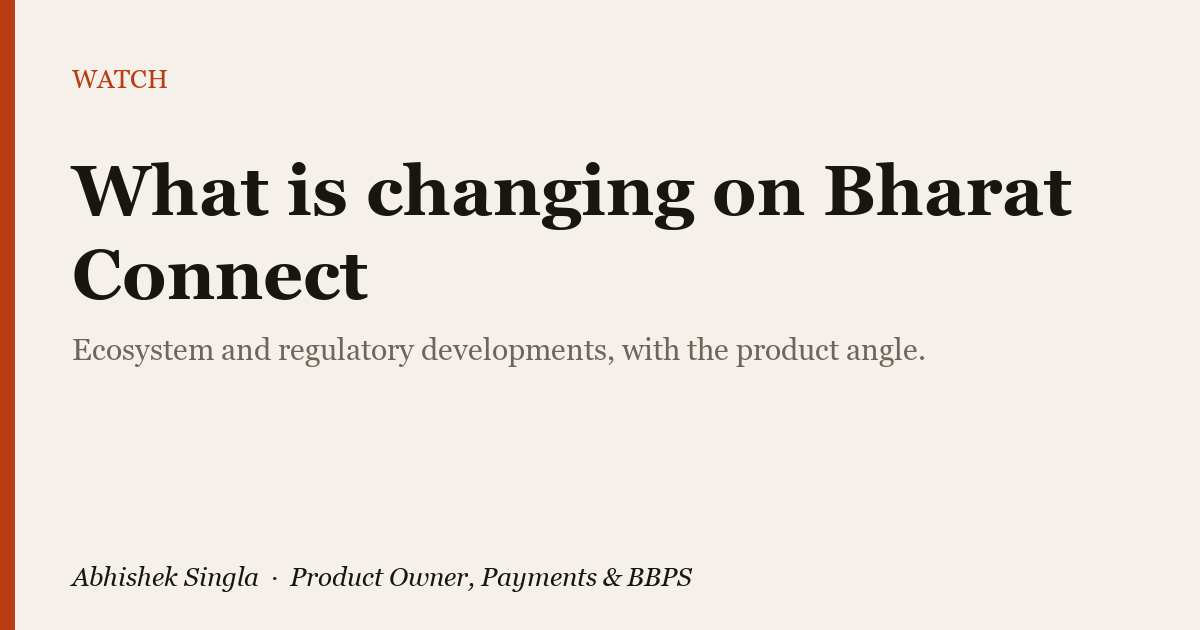 WATCH
What is changing on Bharat
Connect
Ecosystem and regulatory developments, with the product angle.
Abhishek Singla · Product Owner, Payments & BBPS